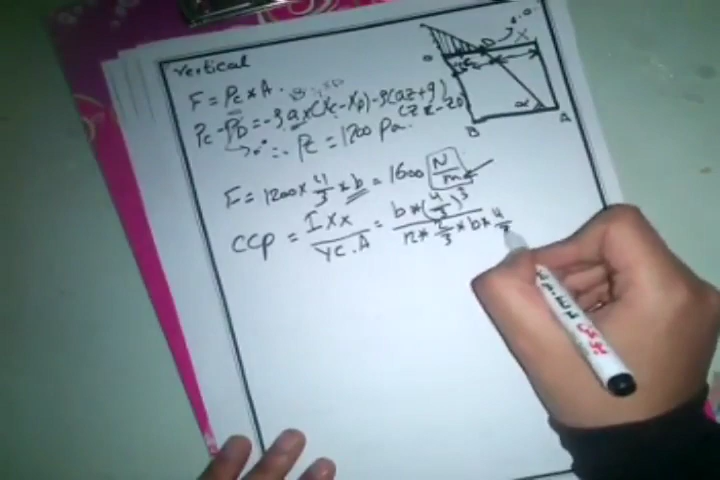 Vertical
F = Pc * A
Pc - PD = -ρ ax (xc - xD) - ρ (az + g) (zc - zD)
∴ Pc = 1200 Pa
F = 1200 * 4/3 * b = 1600 N/m
CCP = Ixx / yc.A = b*(4/3)^3 / 12 * 2/3 * b * 4/3
X
D
α
B
A